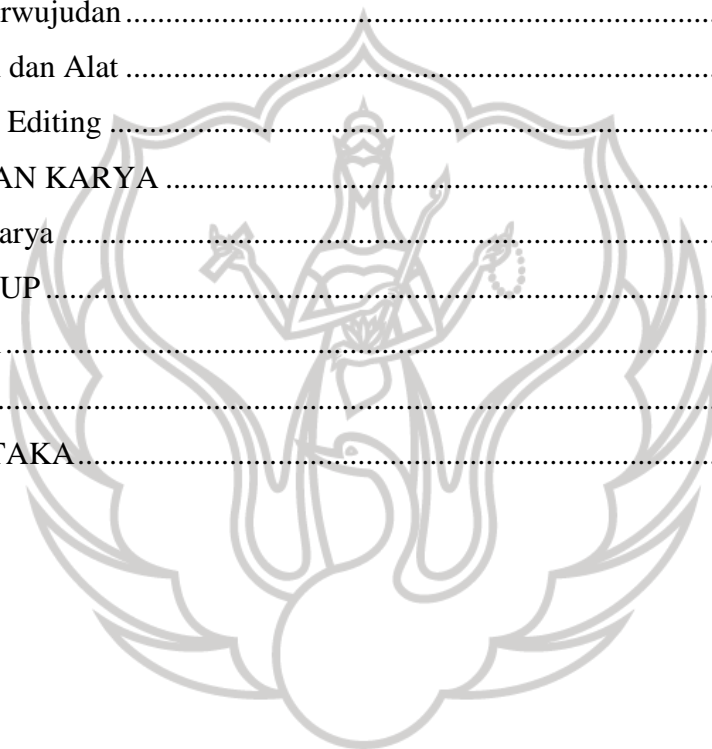 rwujudan ................................................................
dan Alat ................................................................
Editing ................................................................
AN KARYA ................................................................
arya ................................................................
UP ................................................................
................................................................
................................................................
TAKA ................................................................